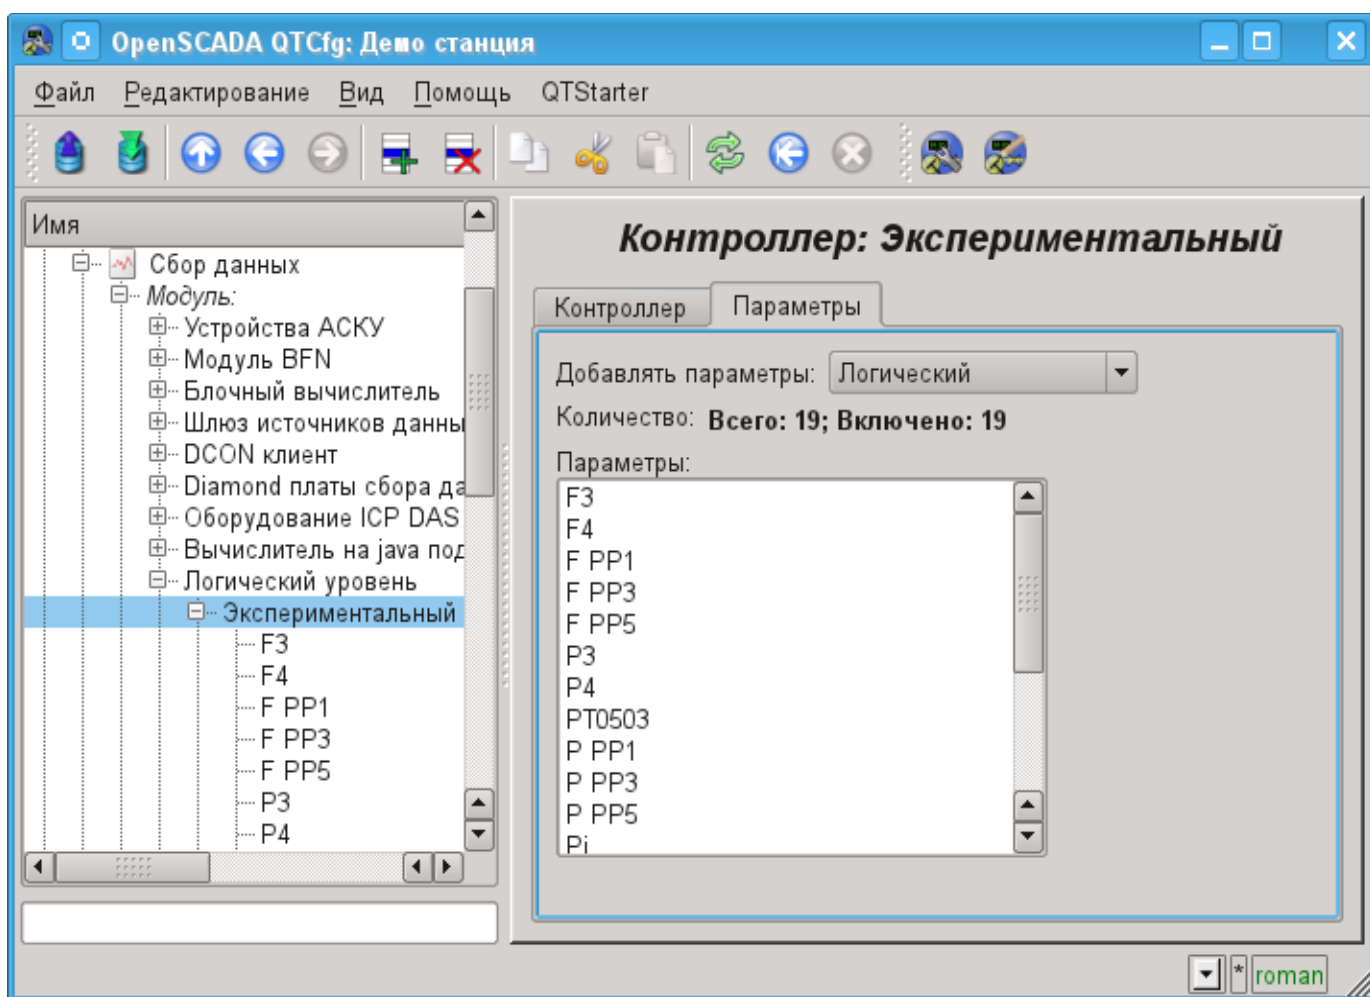 OpenSCADA QTCfg: Демо станция
Файл Редактирование Вид Помощь QTStarter
Имя
Сбор данных
Модуль:
Устройства АСКУ
Модуль BFN
Блочный вычислитель
Шлюз источников данны
DCON клиент
Diamond платы сбора да
Оборудование ICP DAS
Вычислитель на java под
Логический уровень
Экспериментальный
F3
F4
F PP1
F PP3
F PP5
P3
P4
Контроллер: Экспериментальный
Контроллер Параметры
Добавлять параметры: Логический
Количество: Всего: 19; Включено: 19
Параметры:
F3
F4
F PP1
F PP3
F PP5
P3
P4
PT0503
P PP1
P PP3
P PP5
Pi
* roman